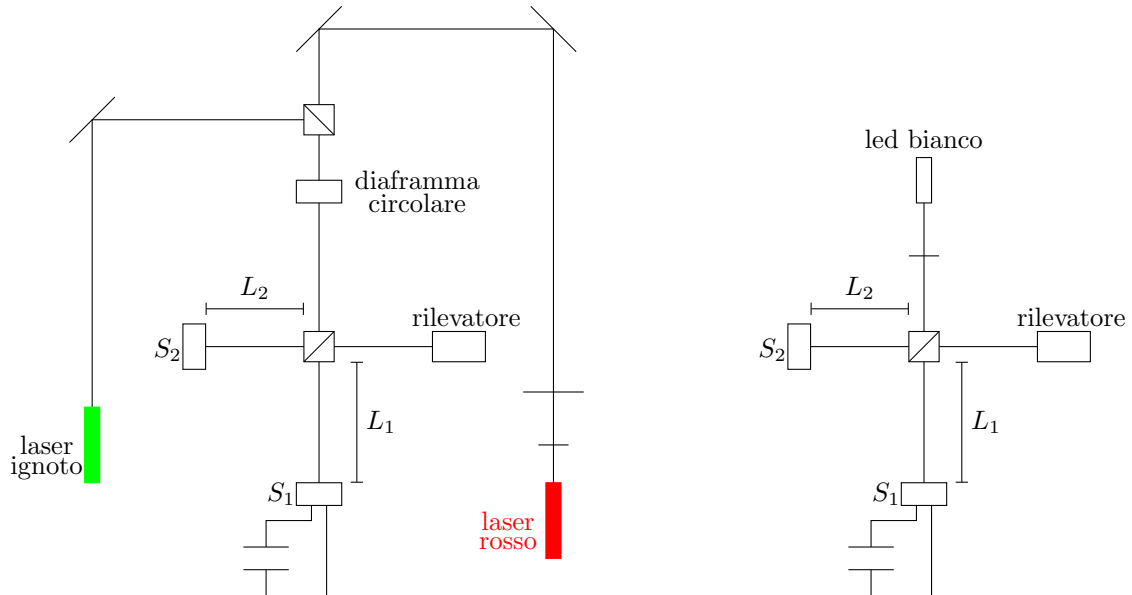 diaframma
circolare
L₂
rilevatore
S₂
L₁
laser
ignoto
S₁
laser
rosso
led bianco
L₂
rilevatore
S₂
L₁
S₁